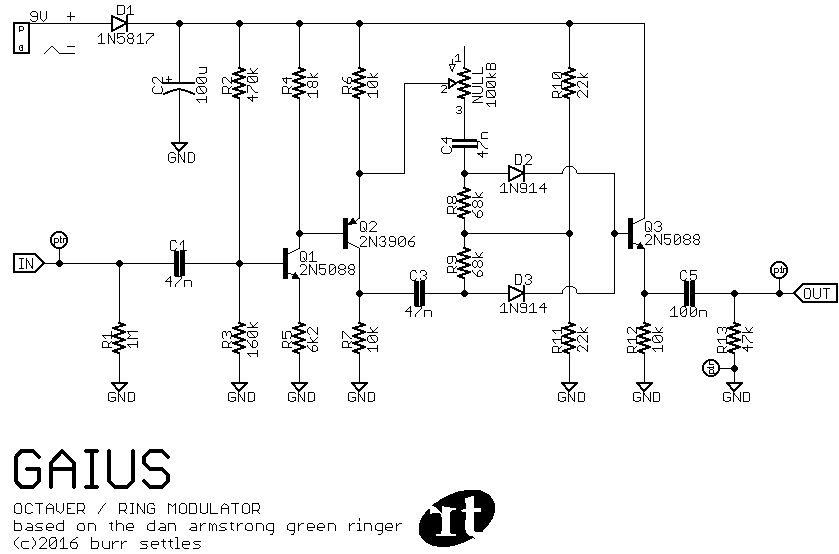 9V +
-
D1
1N5817
C2 + 100u
R2 470k
R4 18k
R6 10k
1
2
3
NULL
100kB
R10 22k
GND
C4 47n
D2
1N914
R8 68k
Q2
2N3906
Q3
2N5088
ptr
IN
C1
47n
Q1
2N5088
R9 68k
C3
47n
D3
1N914
C5
100n
ptr
OUT
R1 1M
R3 160k
R5 6k2
R7 10k
R11 22k
R12 10k
R13 47k
ptr
GND
GND
GND
GND
GND
GND
GND
GAIUS
OCTAVER / RING MODULATOR
based on the dan armstrong green ringer
(c)2016 burr settles
rt